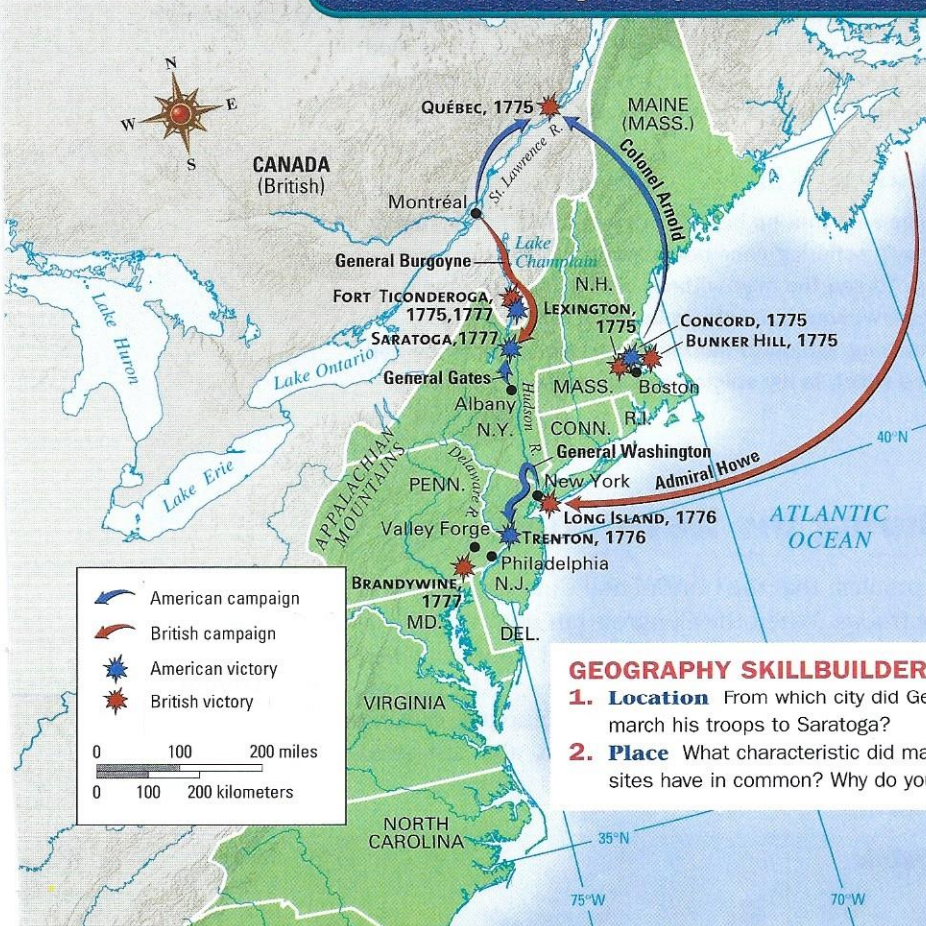 N
W
E
S
QUÉBEC, 1775
MAINE
(MASS.)
CANADA
(British)
St. Lawrence R.
Colonel Arnold
Montréal
Lake
Champlain
General Burgoyne
N.H.
FORT TICONDEROGA,
1775,1777
LEXINGTON,
1775
Lake Huron
CONCORD, 1775
BUNKER HILL, 1775
SARATOGA,1777
Lake Ontario
General Gates
MASS.
Boston
Albany
Hudson R.
R.I.
N.Y.
CONN.
40°N
APPALACHIAN
MOUNTAINS
Delaware R.
General Washington
Lake Erie
PENN.
New York
Admiral Howe
LONG ISLAND, 1776
ATLANTIC
OCEAN
Valley Forge
TRENTON, 1776
Philadelphia
BRANDYWINE,
1777
N.J.
MD.
DEL.
American campaign
British campaign
American victory
British victory
0 100 200 miles
0 100 200 kilometers
VIRGINIA
GEOGRAPHY SKILLBUILDER
1. Location From which city did Ge
march his troops to Saratoga?
2. Place What characteristic did ma
sites have in common? Why do yo
NORTH
CAROLINA
35°N
75°W
70°W